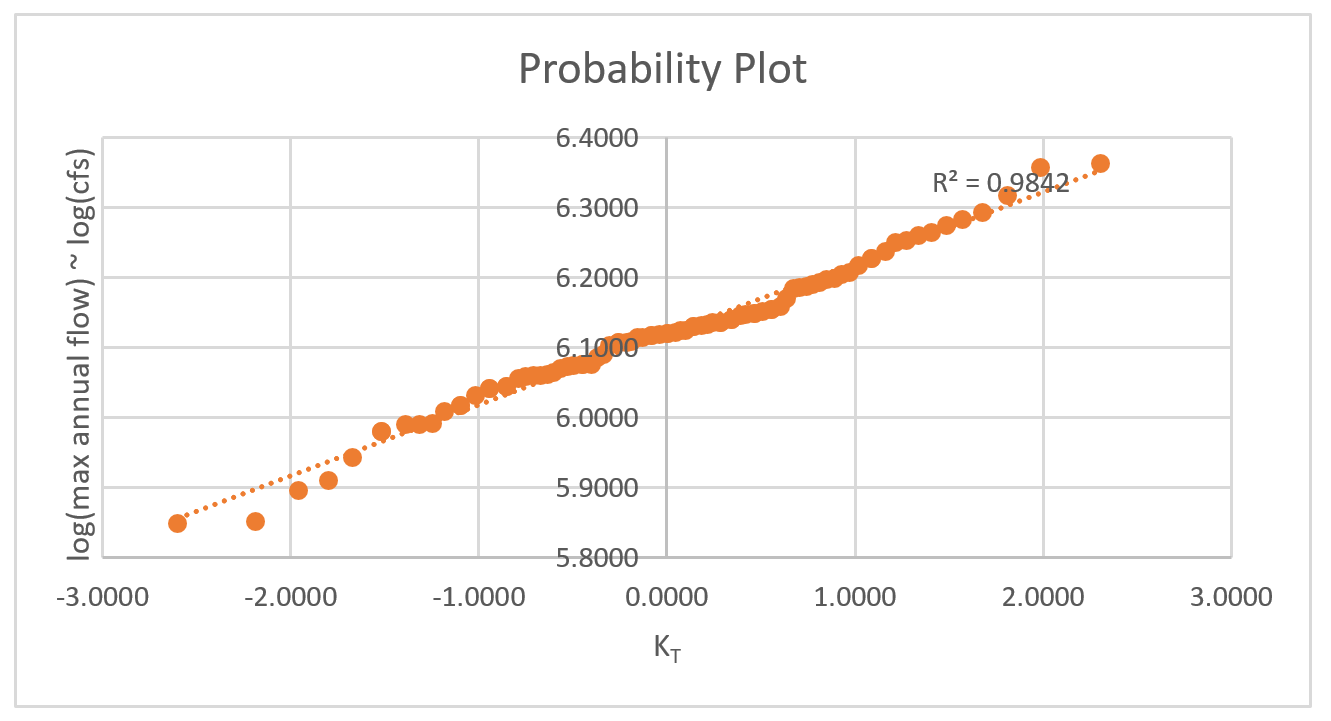 Probability Plot
log(max annual flow) ~ log(cfs)
6.4000
R² = 0.9842
6.3000
6.2000
6.1000
6.0000
5.9000
5.8000
-3.0000 -2.0000 -1.0000 0.0000 1.0000 2.0000 3.0000
K_T